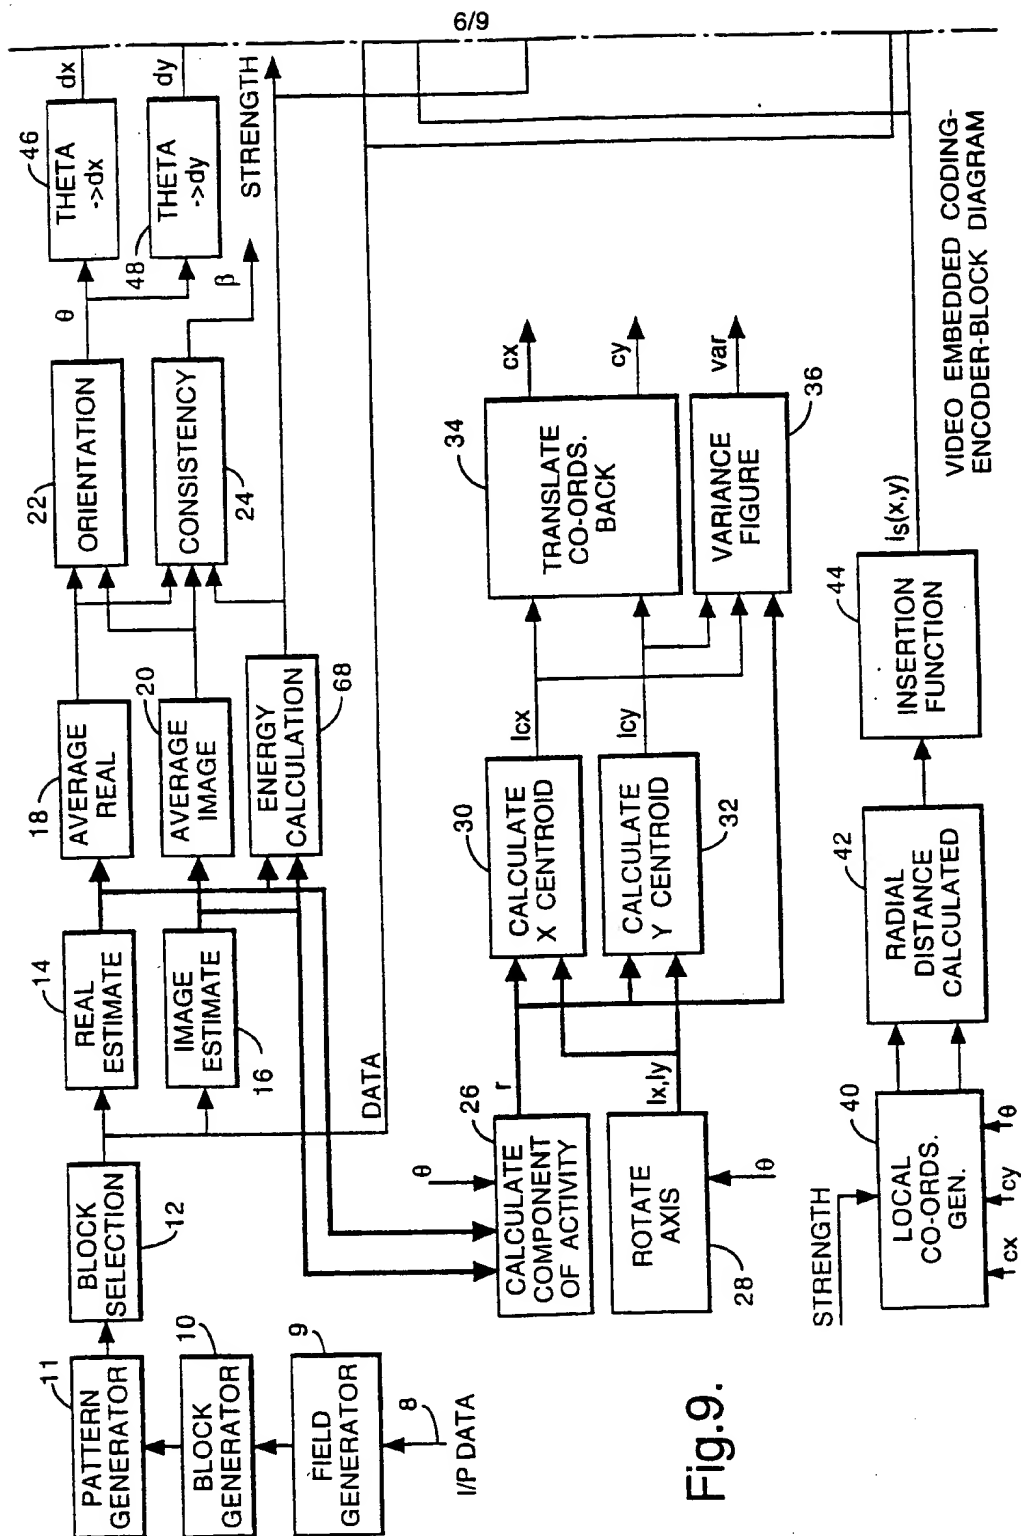 6/9
I/P DATA
8
FIELD
GENERATOR
9
BLOCK
GENERATOR
10
PATTERN
GENERATOR
11
BLOCK
SELECTION
12
DATA
REAL
ESTIMATE
14
IMAGE
ESTIMATE
16
AVERAGE
REAL
18
AVERAGE
IMAGE
20
ENERGY
CALCULATION
68
ORIENTATION
22
CONSISTENCY
24
θ
β
THETA
->dx
46
THETA
->dy
48
dx
dy
STRENGTH
θ
CALCULATE
COMPONENT
OF ACTIVITY
26
r
ROTATE
AXIS
28
θ
lx,ly
CALCULATE
X CENTROID
30
CALCULATE
Y CENTROID
32
lcx
lcy
TRANSLATE
CO-ORDS.
BACK
34
VARIANCE
FIGURE
36
cx
cy
var
STRENGTH
LOCAL
CO-ORDS.
GEN.
40
cx
cy
θ
RADIAL
DISTANCE
CALCULATED
42
INSERTION
FUNCTION
44
ls(x,y)
VIDEO EMBEDDED CODING-
ENCODER-BLOCK DIAGRAM
Fig.9.